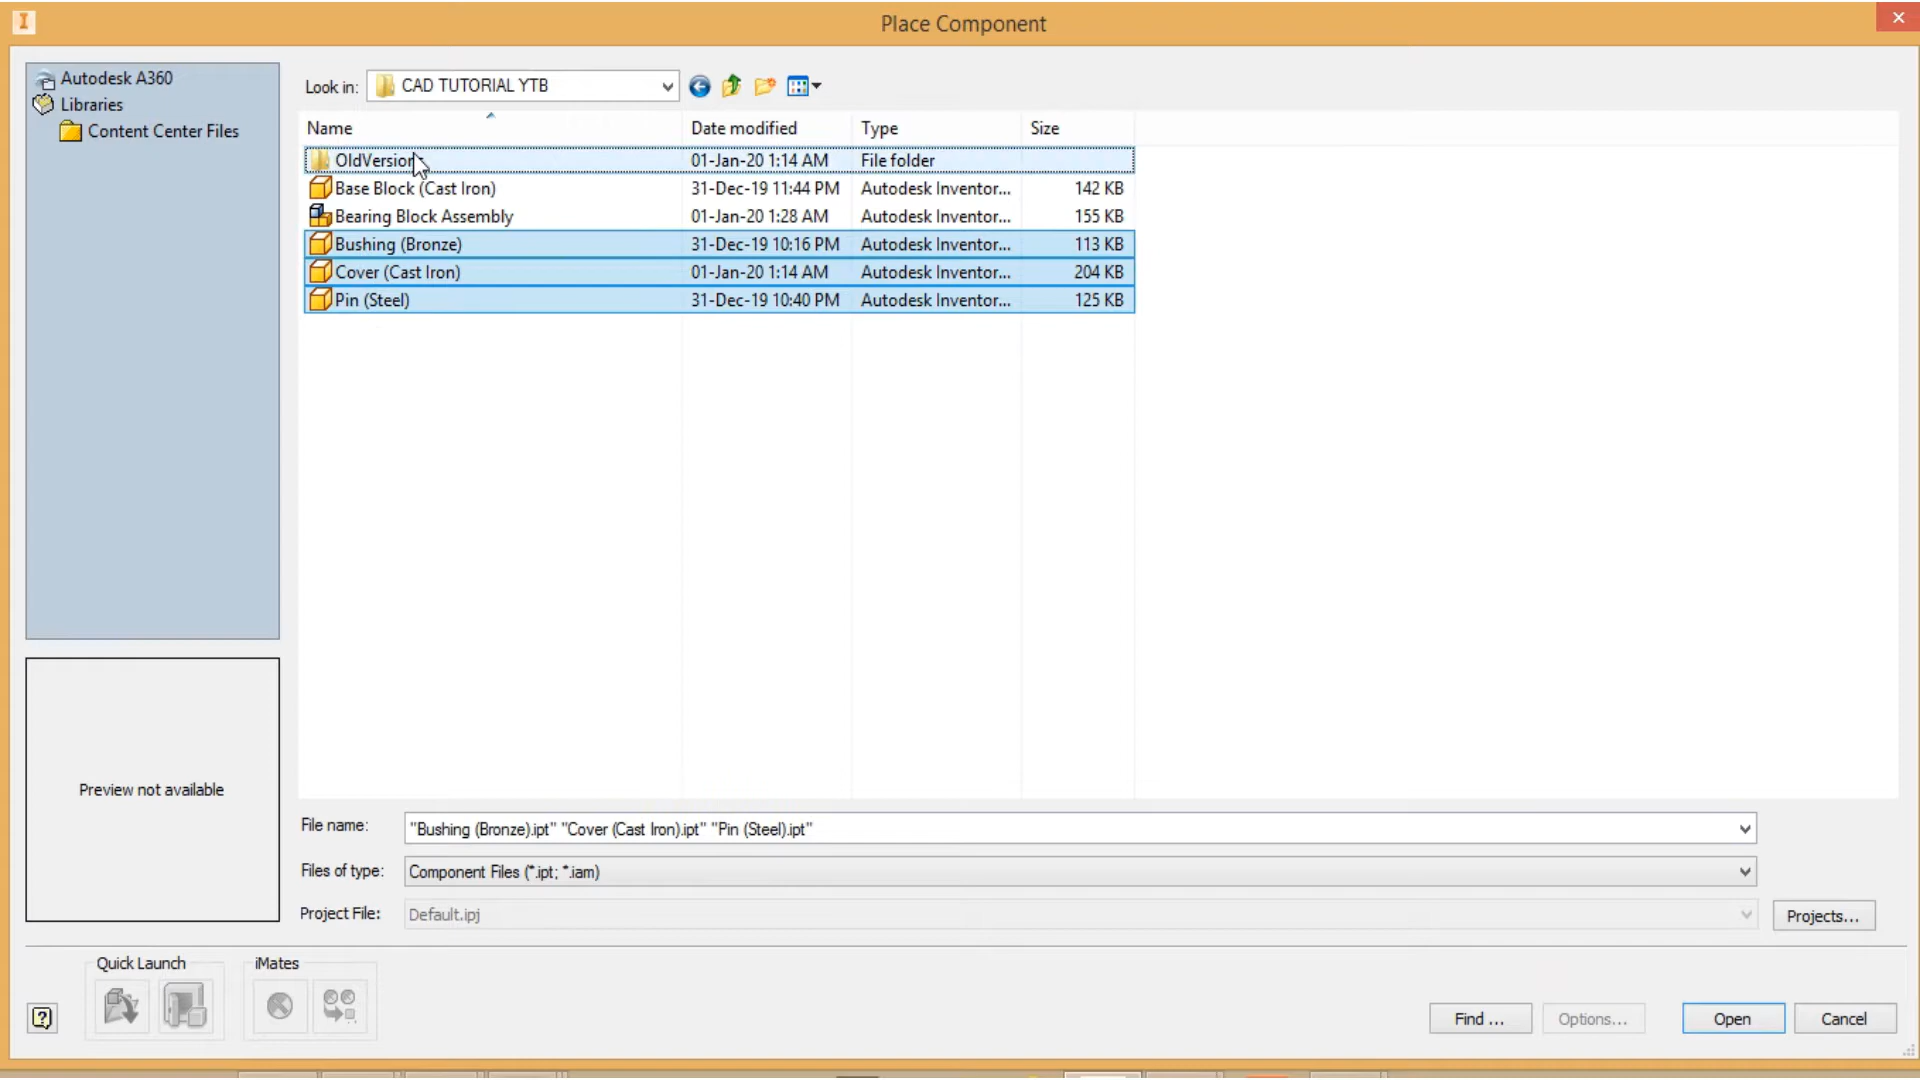 Place Component
Autodesk A360
Libraries
Content Center Files
Look in: CAD TUTORIAL YTB
Name Date modified Type Size
OldVersions 01-Jan-20 1:14 AM File folder
Base Block (Cast Iron) 31-Dec-19 11:44 PM Autodesk Inventor... 142 KB
Bearing Block Assembly 01-Jan-20 1:28 AM Autodesk Inventor... 155 KB
Bushing (Bronze) 31-Dec-19 10:16 PM Autodesk Inventor... 113 KB
Cover (Cast Iron) 01-Jan-20 1:14 AM Autodesk Inventor... 204 KB
Pin (Steel) 31-Dec-19 10:40 PM Autodesk Inventor... 125 KB
Preview not available
File name: "Bushing (Bronze).ipt" "Cover (Cast Iron).ipt" "Pin (Steel).ipt"
Files of type: Component Files (*.ipt; *.iam)
Project File: Default.ipj Projects...
Quick Launch iMates
Find ... Options... Open Cancel